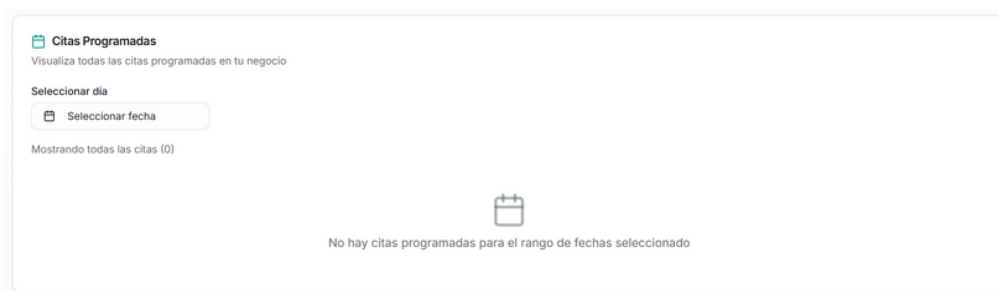 Citas Programadas
Visualiza todas las citas programadas en tu negocio
Seleccionar día
Seleccionar fecha
Mostrando todas las citas (0)
No hay citas programadas para el rango de fechas seleccionado